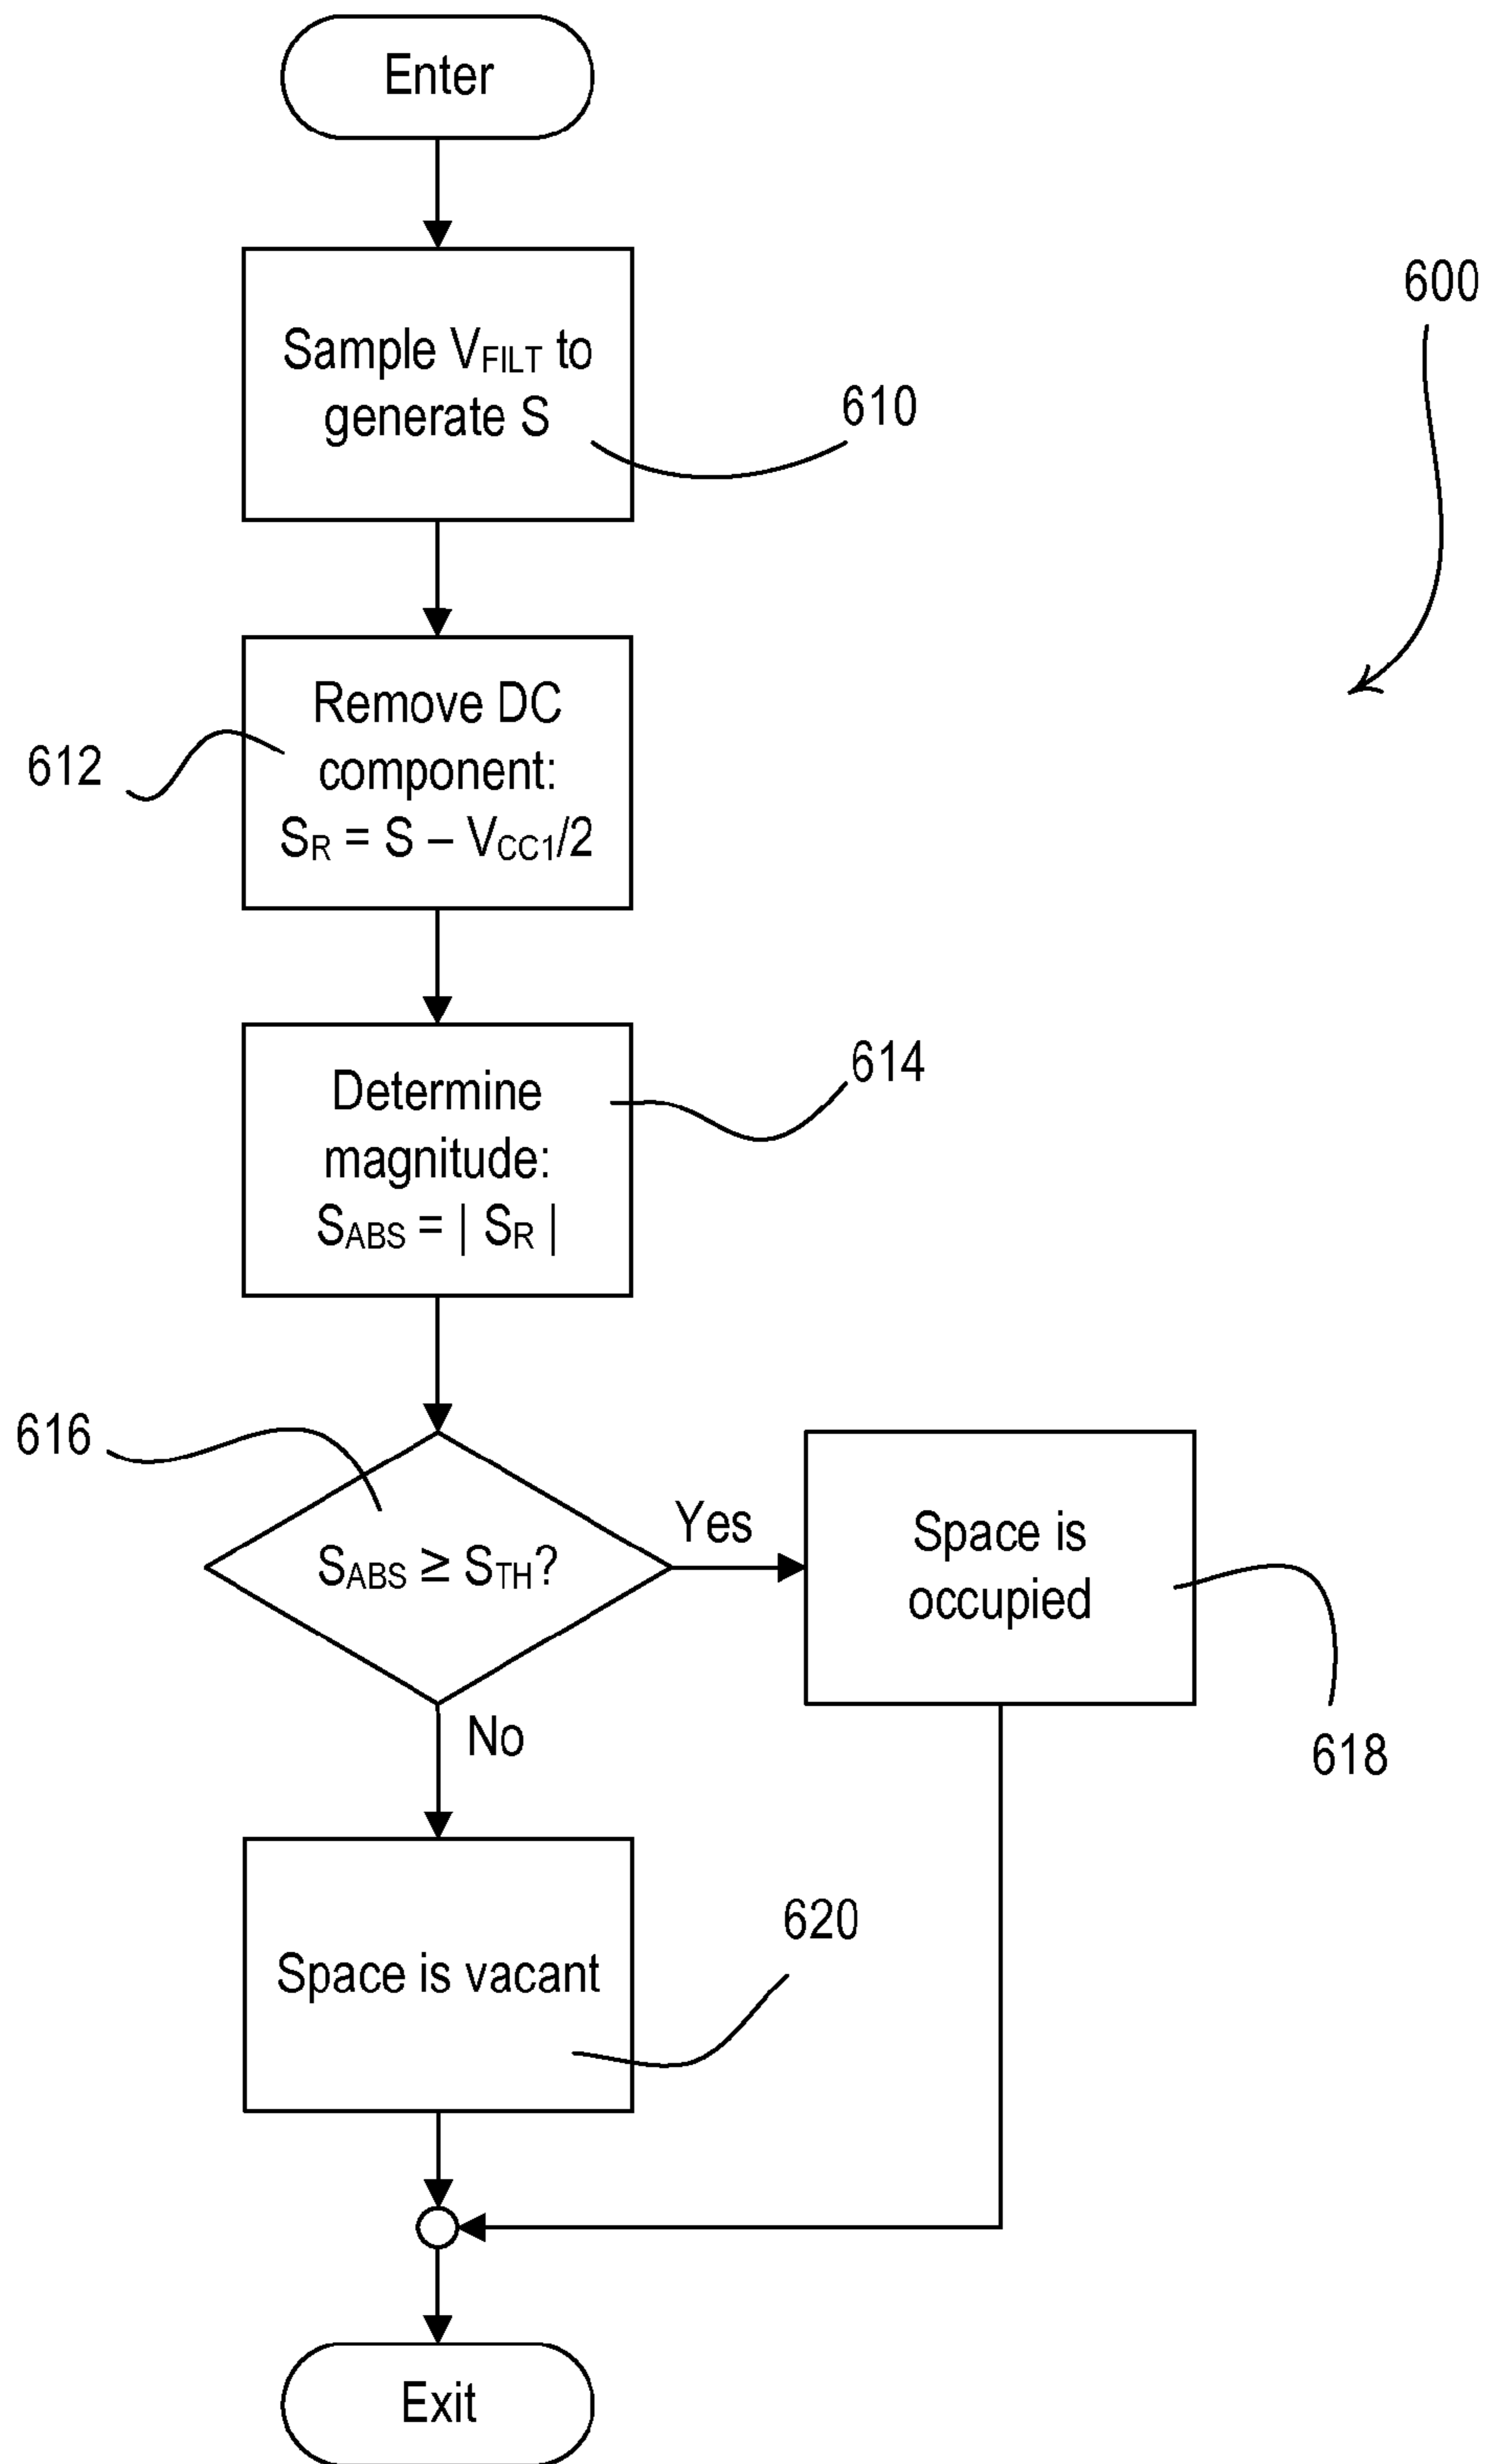 Enter
600
Sample VFILT to
generate S
610
Remove DC
component:
SR = S – VCC1/2
612
Determine
magnitude:
SABS = | SR |
614
616
SABS ≥ STH?
Yes
Space is
occupied
No
618
Space is vacant
620
Exit